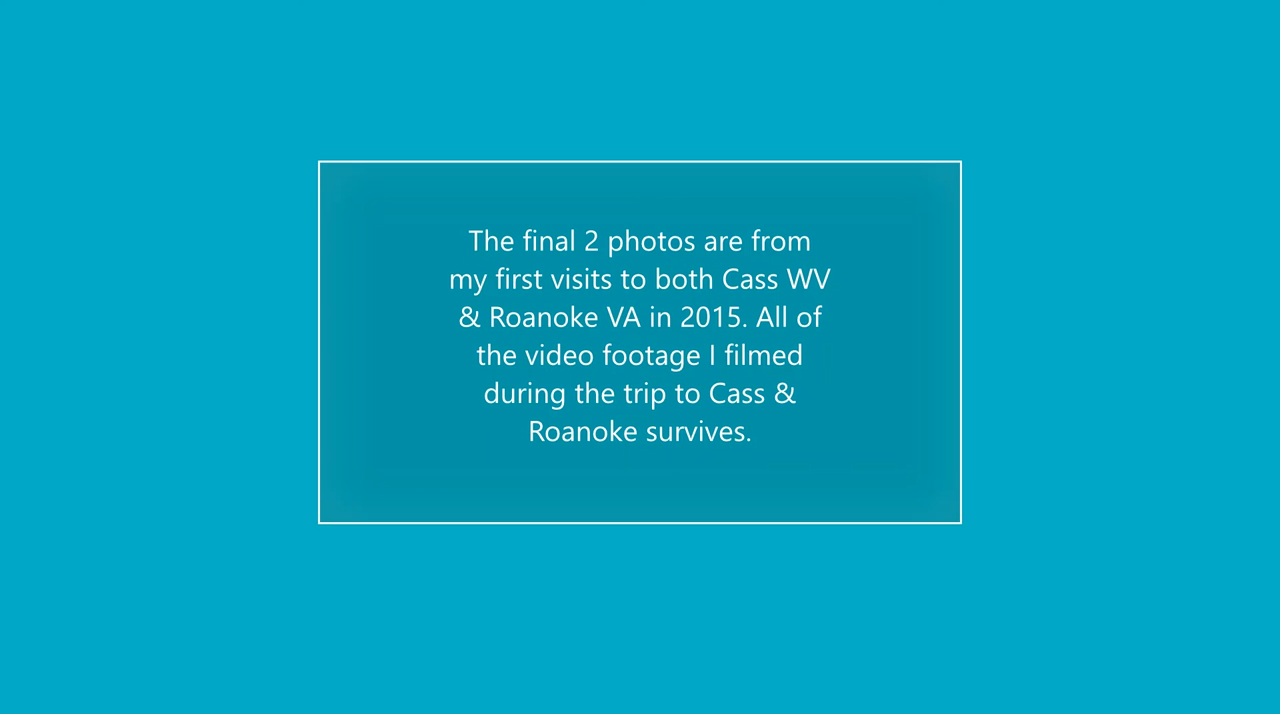 The final 2 photos are from
my first visits to both Cass WV
& Roanoke VA in 2015. All of
the video footage I filmed
during the trip to Cass &
Roanoke survives.